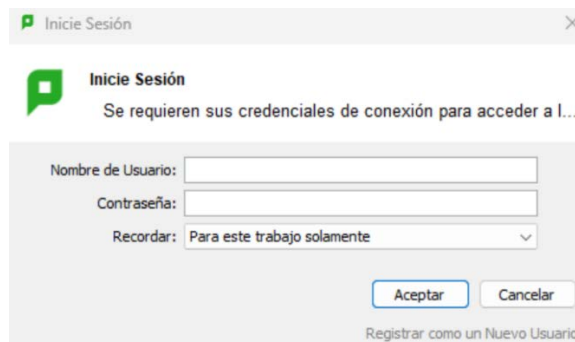 Inicie Sesión
Inicie Sesión
Se requieren sus credenciales de conexión para acceder a l...
Nombre de Usuario:
Contraseña:
Recordar: Para este trabajo solamente
Aceptar Cancelar
Registrar como un Nuevo Usuario